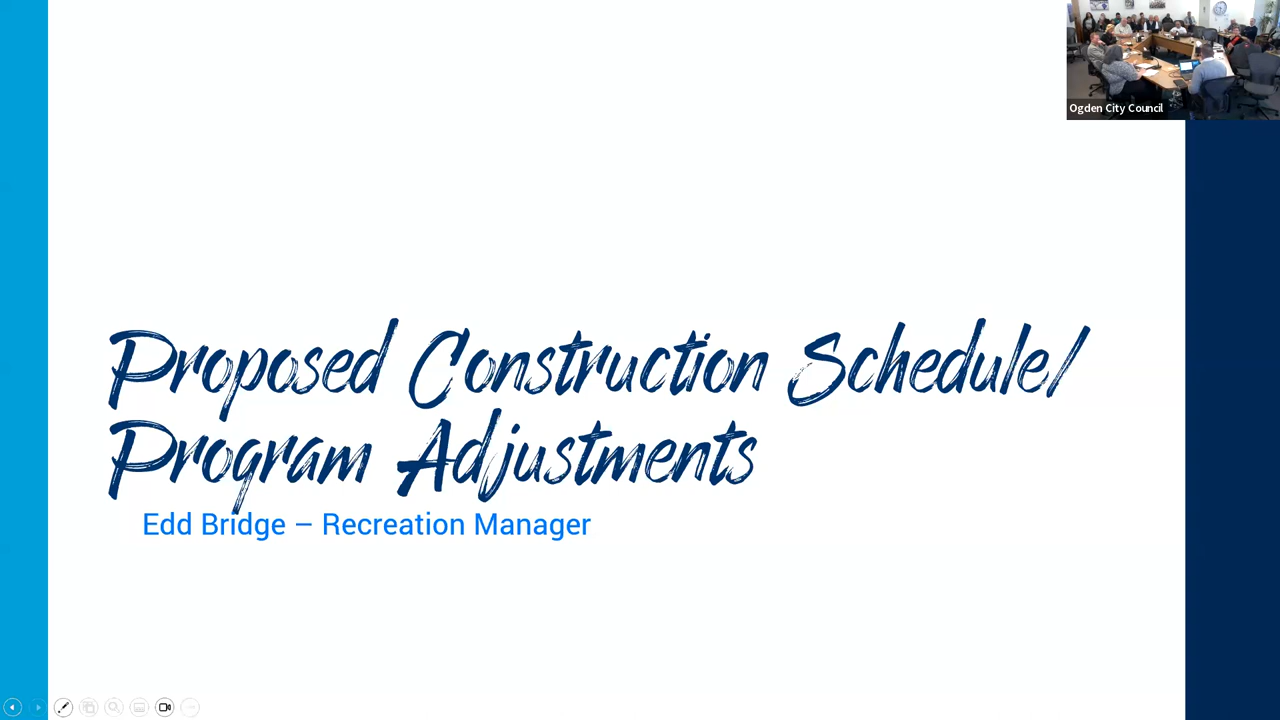 Ogden City Council
Proposed Construction Schedule/
Program Adjustments
Edd Bridge – Recreation Manager